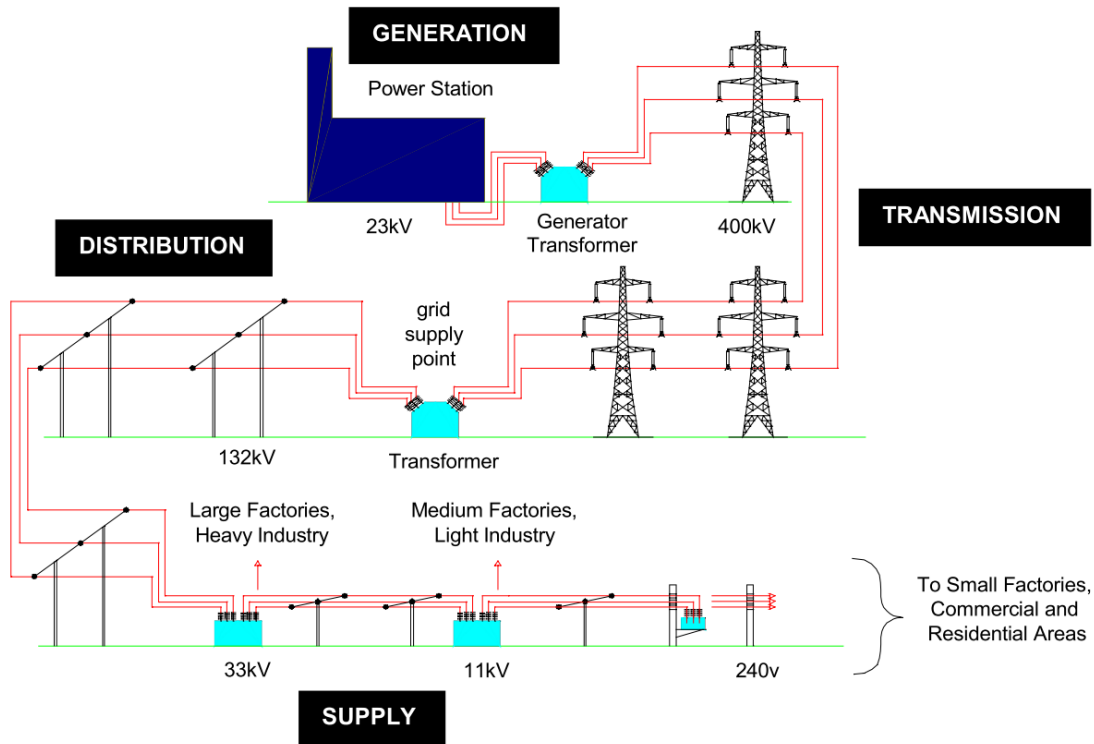 GENERATION
Power Station
23kV
Generator
Transformer
400kV
TRANSMISSION
DISTRIBUTION
grid
supply
point
132kV
Transformer
Large Factories,
Heavy Industry
Medium Factories,
Light Industry
To Small Factories,
Commercial and
Residential Areas
33kV
11kV
240v
SUPPLY